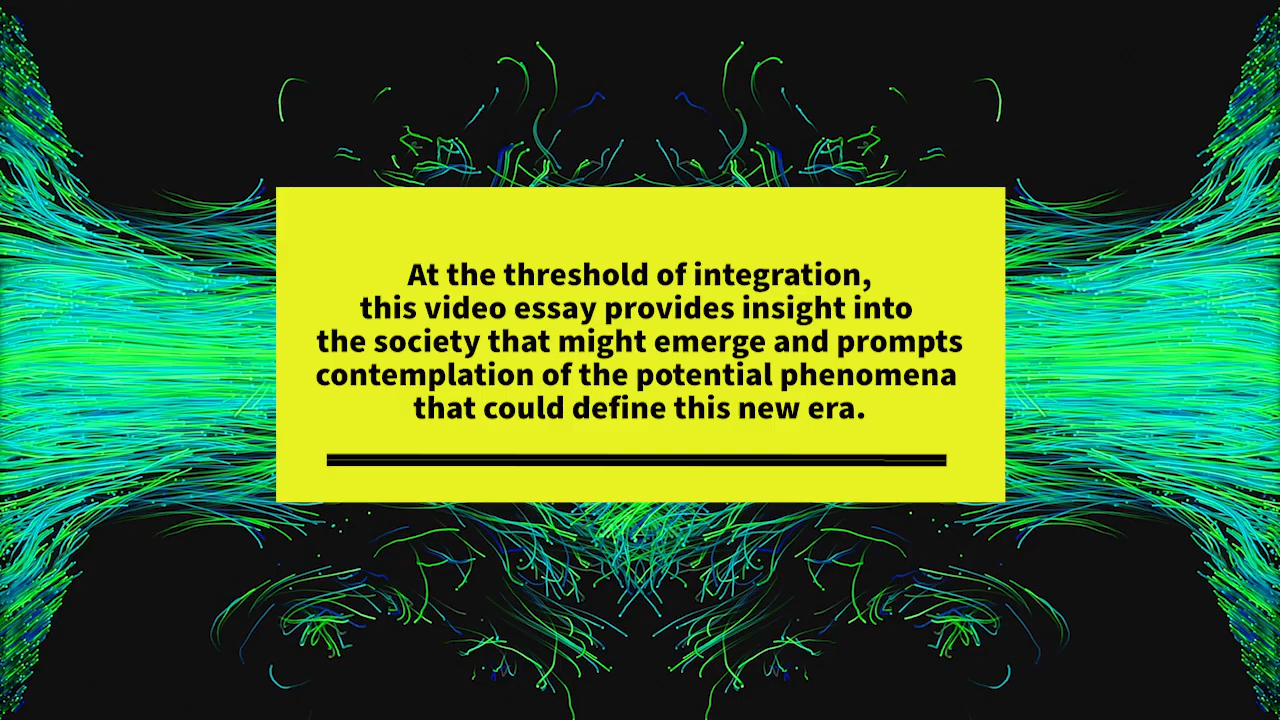 At the threshold of integration,
this video essay provides insight into
the society that might emerge and prompts
contemplation of the potential phenomena
that could define this new era.